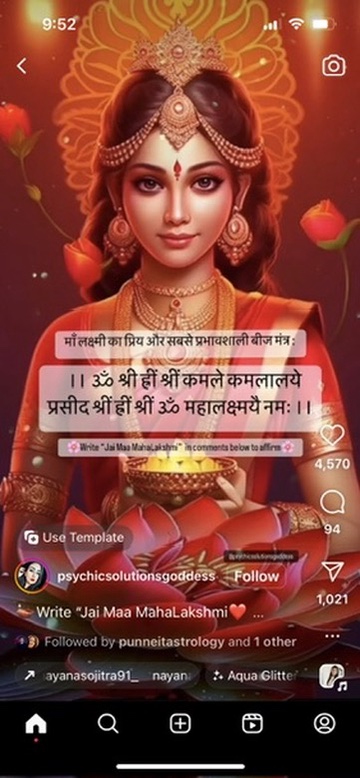 9:52
माँ लक्ष्मी का प्रिय और सबसे प्रभावशाली बीज मंत्र :
।। ॐ श्री ह्रीं श्रीं कमले कमलालये
प्रसीद श्रीं ह्रीं श्रीं ॐ महालक्ष्मयै नमः ।।
🌸Write "Jai Maa MahaLakshmi" in comments below to affirm🌸
4,570
94
Use Template
@psychicsolutionsgoddess
psychicsolutionsgoddess Follow
1,021
Write “Jai Maa MahaLakshmi❤️ ...
Followed by punneitastrology and 1 other
ayanasojitra91_ nayan Aqua Glitte